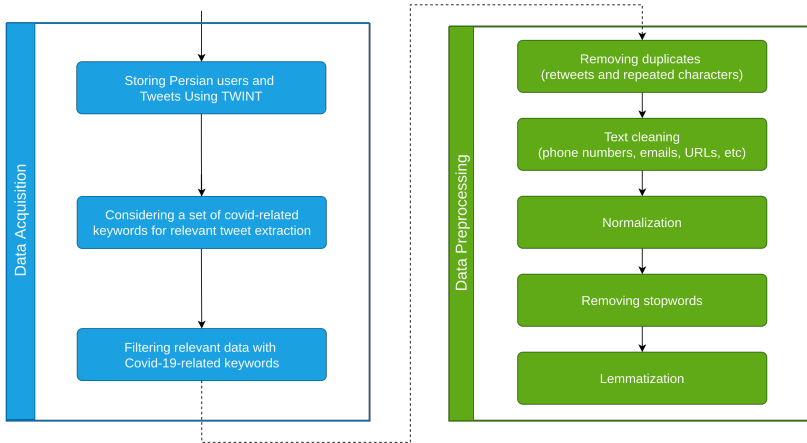 Data Acquisition
Storing Persian users and
Tweets Using TWINT
Considering a set of covid-related
keywords for relevant tweet extraction
Filtering relevant data with
Covid-19-related keywords
Data Preprocessing
Removing duplicates
(retweets and repeated characters)
Text cleaning
(phone numbers, emails, URLs, etc)
Normalization
Removing stopwords
Lemmatization